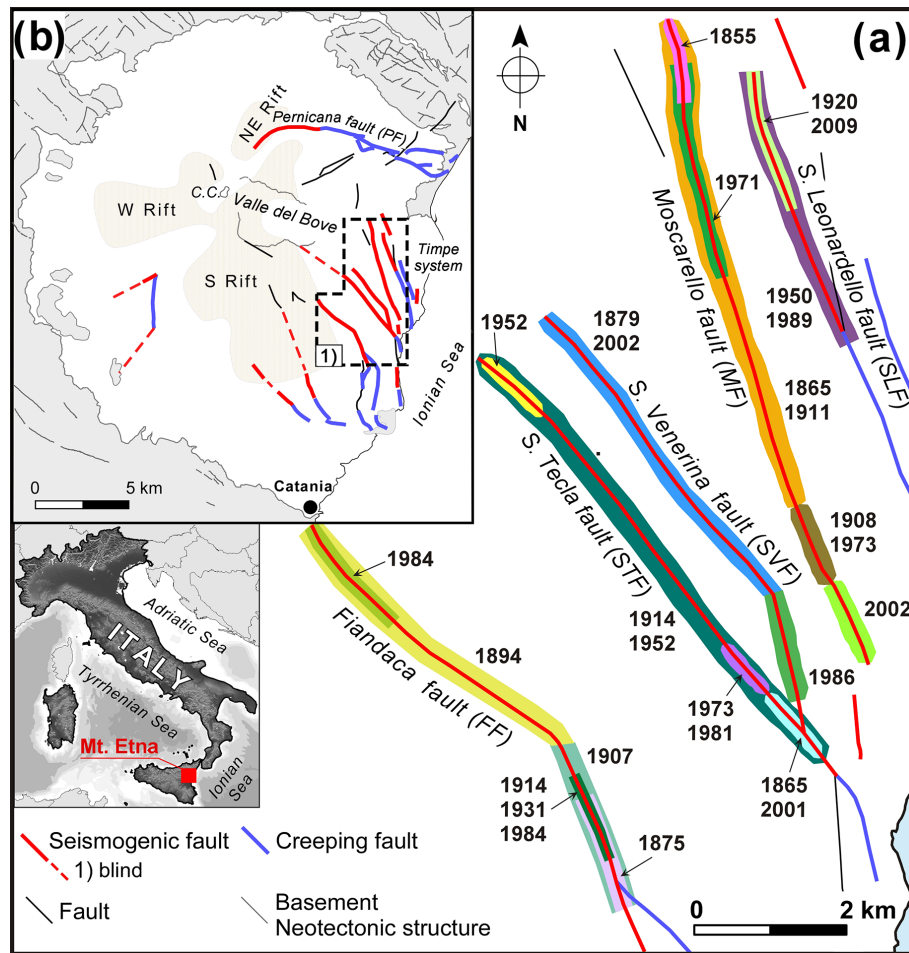 (b)
NE Rift
Pernicana fault (PF)
C.C.
Valle del Bove
W Rift
S Rift
Timpe
system
1)
Ionian Sea
0 5 km
Catania
(a)
N
1855
1920
2009
1971
S. Leonardello fault (SLF)
Moscarello fault (MF)
1950
1989
1952
1879
2002
1865
1911
S. Venerina fault (SVF)
S. Tecla fault (STF)
1908
1973
1984
2002
1914
1952
Fiandaca fault (FF)
1894
1986
1973
1981
1907
1865
2001
1914
1931
1984
1875
0 2 km
ITALY
Adriatic Sea
Tyrrhenian Sea
Mt. Etna
Ionian
Sea
Seismogenic fault
1) blind
Creeping fault
Fault
Basement
Neotectonic structure